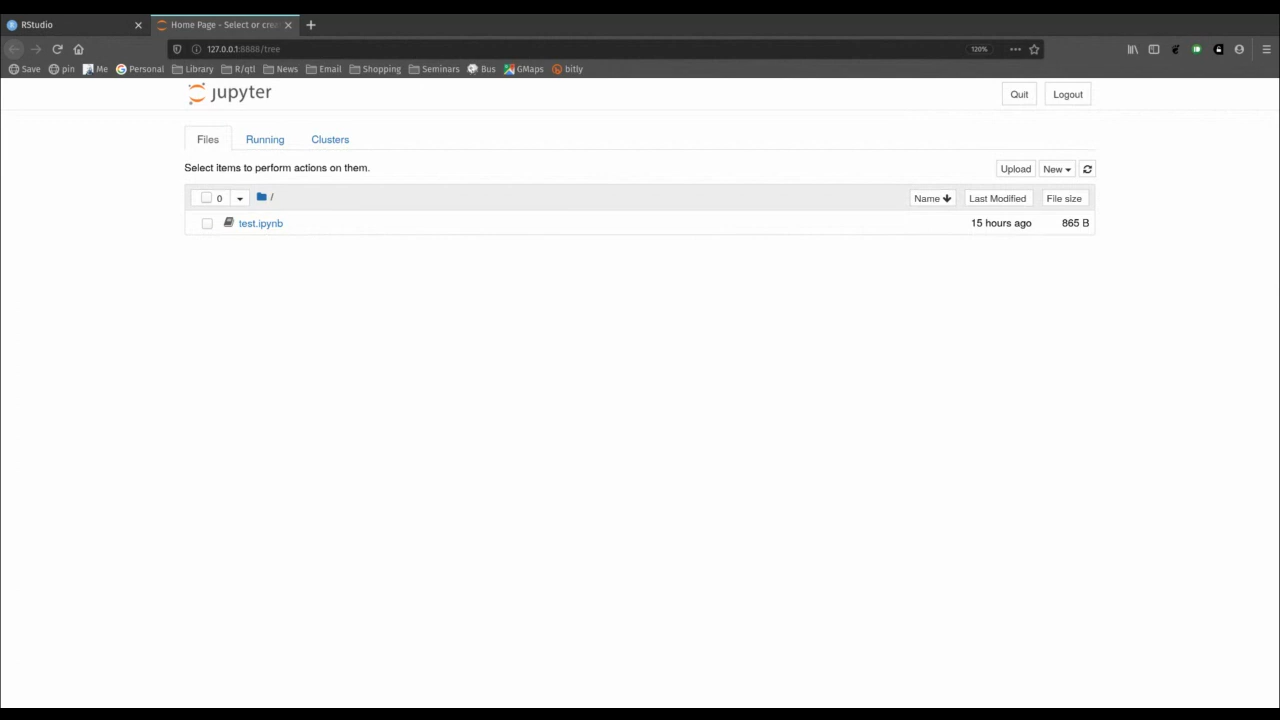 RStudio
Home Page - Select or crea
127.0.0.1:8888/tree
120%
Save pin Me Personal Library R/qtl News Email Shopping Seminars Bus GMaps bitly
jupyter
Quit Logout
Files Running Clusters
Select items to perform actions on them.
Upload New
0 / Name Last Modified File size
test.ipynb 15 hours ago 865 B